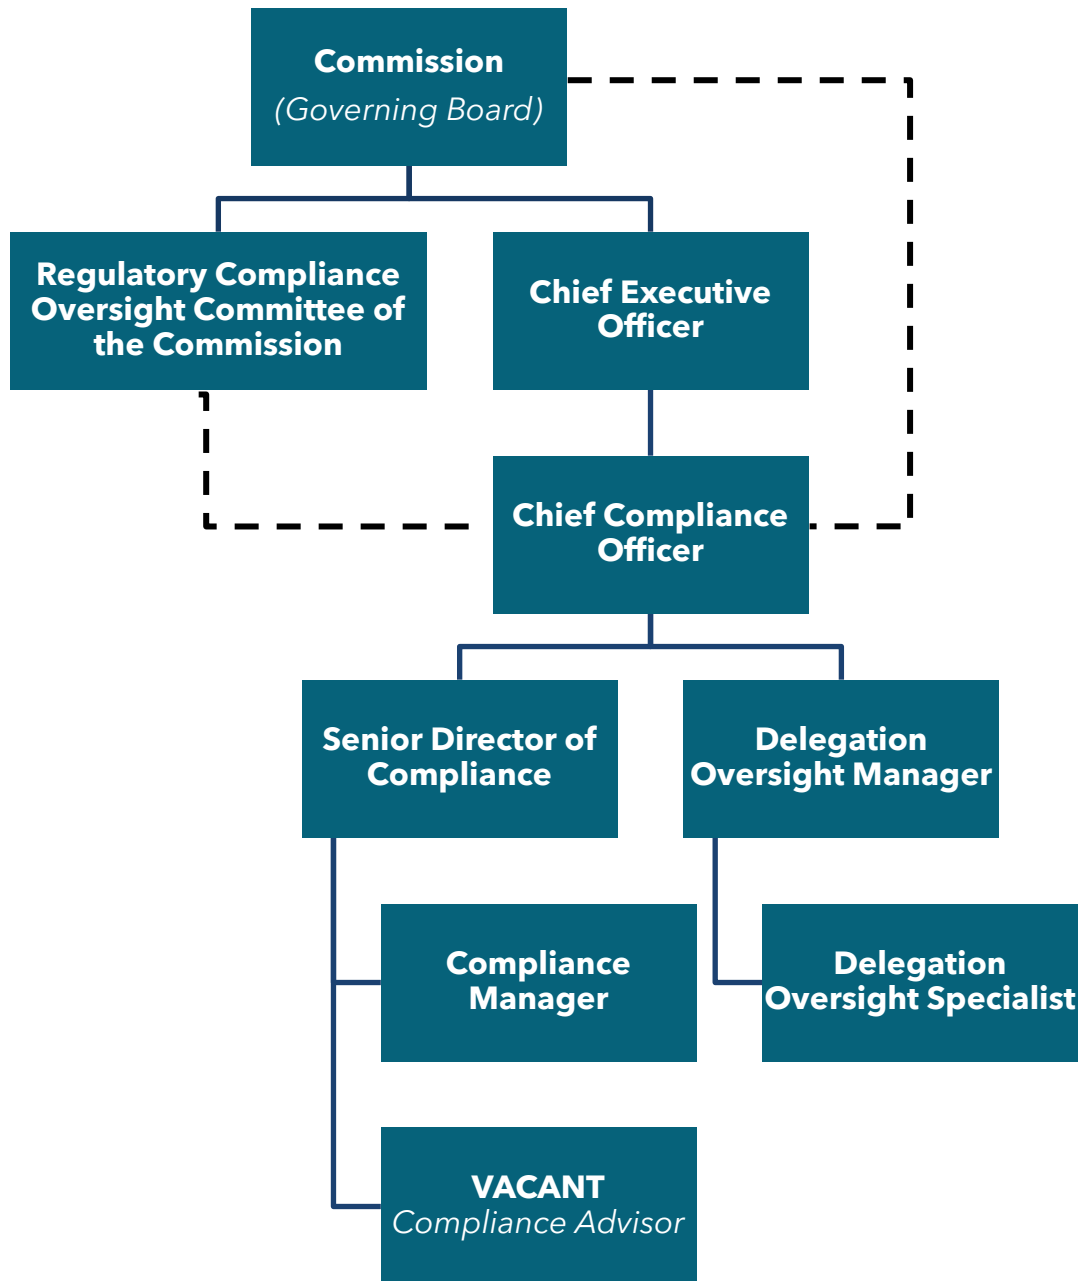 Commission
(Governing Board)
Regulatory Compliance
Oversight Committee of
the Commission
Chief Executive
Officer
Chief Compliance
Officer
Senior Director of
Compliance
Delegation
Oversight Manager
Compliance
Manager
Delegation
Oversight Specialist
VACANT
Compliance Advisor